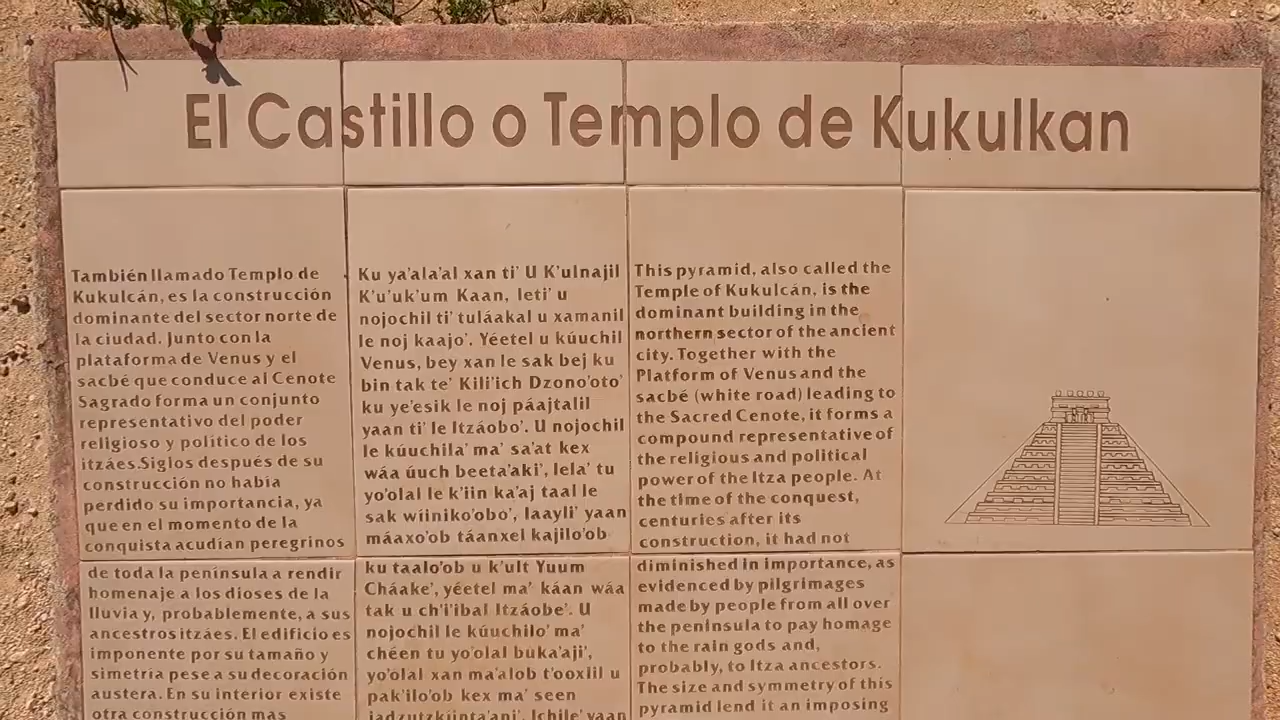 El Castillo o Templo de Kukulkan
También llamado Templo de
Kukulcán, es la construcción
dominante del sector norte de
la ciudad. Junto con la
plataforma de Venus y el
sacbé que conduce al Cenote
Sagrado forma un conjunto
representativo del poder
religioso y político de los
itzáes.Siglos después de su
construcción no había
perdido su importancia, ya
que en el momento de la
conquista acudían peregrinos
de toda la península a rendir
homenaje a los dioses de la
lluvia y, probablemente, a sus
ancestros itzáes. El edificio es
imponente por su tamaño y
simetría pese a su decoración
austera. En su interior existe
otra construcción mas
Ku ya'ala'al xan ti' U K'ulnajil
K'u'uk'um Kaan, leti' u
nojochil ti' tuláakal u xamanil
le noj kaajo'. Yéetel u kúuchil
Venus, bey xan le sak bej ku
bin tak te' Kili'ich Dzono'oto'
ku ye'esik le noj páajtalil
yaan ti' le Itzáobo'. U nojochil
le kúuchila' ma' sa'at kex
wáa úuch beeta'aki', lela' tu
yo'olal le k'iin ka'aj taal le
sak wíiniko'obo', laayli' yaan
máaxo'ob táanxel kajilo'ob
ku taalo'ob u k'ult Yuum
Cháake', yéetel ma' káan wáa
tak u ch'i'ibal Itzáobe'. U
nojochil le kúuchilo' ma'
chéen tu yo'olal buka'aji',
yo'olal xan ma'alob t'ooxlil u
pak'ilo'ob kex ma' seen
jadzutzkíinta'ani'. Ichile' yaan
This pyramid, also called the
Temple of Kukulcán, is the
dominant building in the
northern sector of the ancient
city. Together with the
Platform of Venus and the
sacbé (white road) leading to
the Sacred Cenote, it forms a
compound representative of
the religious and political
power of the Itza people. At
the time of the conquest,
centuries after its
construction, it had not
diminished in importance, as
evidenced by pilgrimages
made by people from all over
the peninsula to pay homage
to the rain gods and,
probably, to Itza ancestors.
The size and symmetry of this
pyramid lend it an imposing